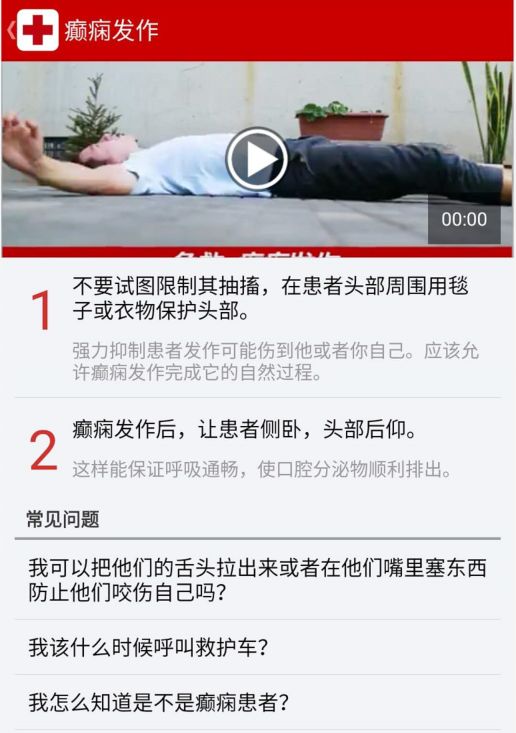 癫痫发作
00:00
1
不要试图限制其抽搐，在患者头部周围用毯
子或衣物保护头部。
强力抑制患者发作可能伤到他或者你自己。应该允
许癫痫发作完成它的自然过程。
2
癫痫发作后，让患者侧卧，头部后仰。
这样能保证呼吸通畅，使口腔分泌物顺利排出。
常见问题
我可以把他们的舌头拉出来或者在他们嘴里塞东西
防止他们咬伤自己吗？
我该什么时候呼叫救护车？
我怎么知道是不是癫痫患者？